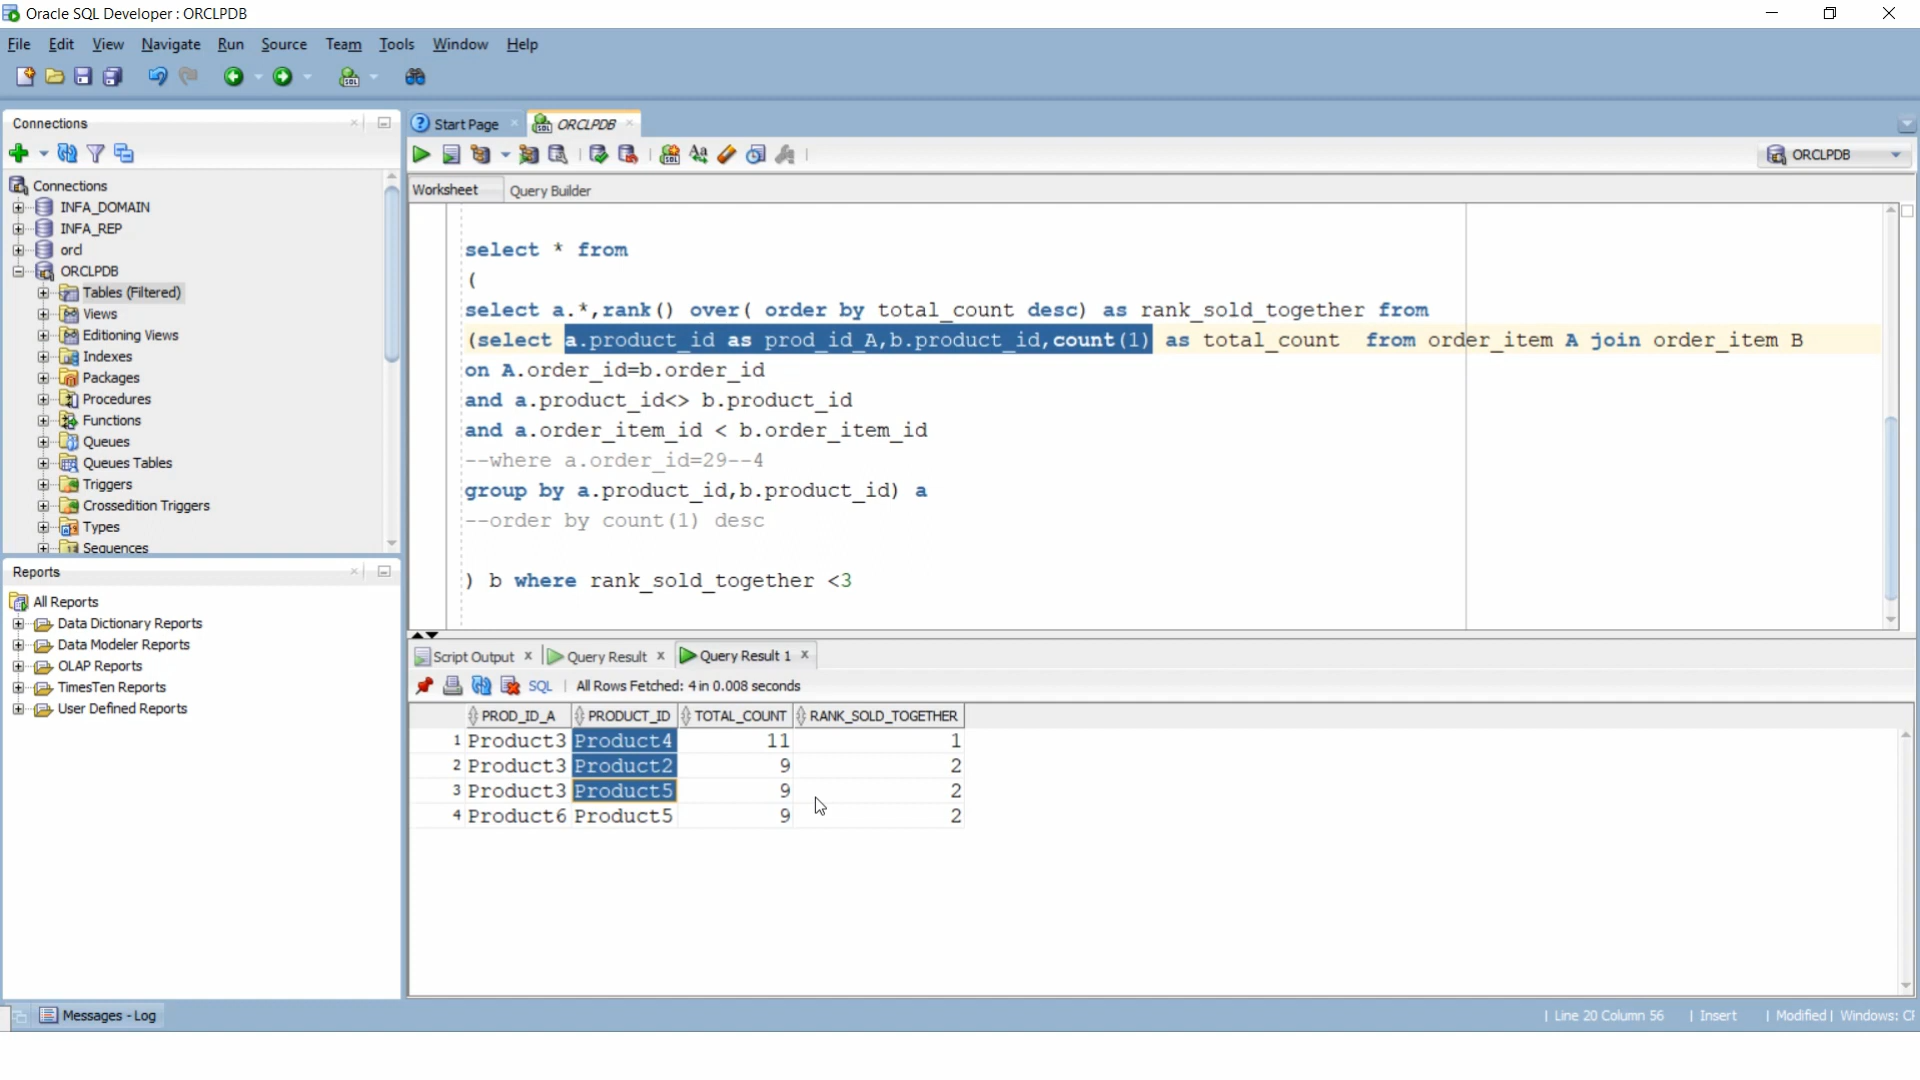 Oracle SQL Developer : ORCLPDB
File Edit View Navigate Run Source Team Tools Window Help
Connections
Connections
INFA_DOMAIN
INFA_REP
orcl
ORCLPDB
Tables (Filtered)
Views
Editioning Views
Indexes
Packages
Procedures
Functions
Queues
Queues Tables
Triggers
Crossedition Triggers
Types
Sequences
Reports
All Reports
Data Dictionary Reports
Data Modeler Reports
OLAP Reports
TimesTen Reports
User Defined Reports
Start Page ORCLPDB
ORCLPDB
Worksheet Query Builder
select * from
(
select a.*,rank() over( order by total_count desc) as rank_sold_together from
(select a.product_id as prod_id_A,b.product_id,count(1) as total_count  from order_item A join order_item B
on A.order_id=b.order_id
and a.product_id<> b.product_id
and a.order_item_id < b.order_item_id
--where a.order_id=29--4
group by a.product_id,b.product_id) a
--order by count(1) desc
) b where rank_sold_together <3
Script Output Query Result Query Result 1
SQL All Rows Fetched: 4 in 0.008 seconds
PROD_ID_A PRODUCT_ID TOTAL_COUNT RANK_SOLD_TOGETHER
1 Product3 Product4 11 1
2 Product3 Product2 9 2
3 Product3 Product5 9 2
4 Product6 Product5 9 2
Messages - Log
Line 20 Column 56 Insert Modified Windows: CF